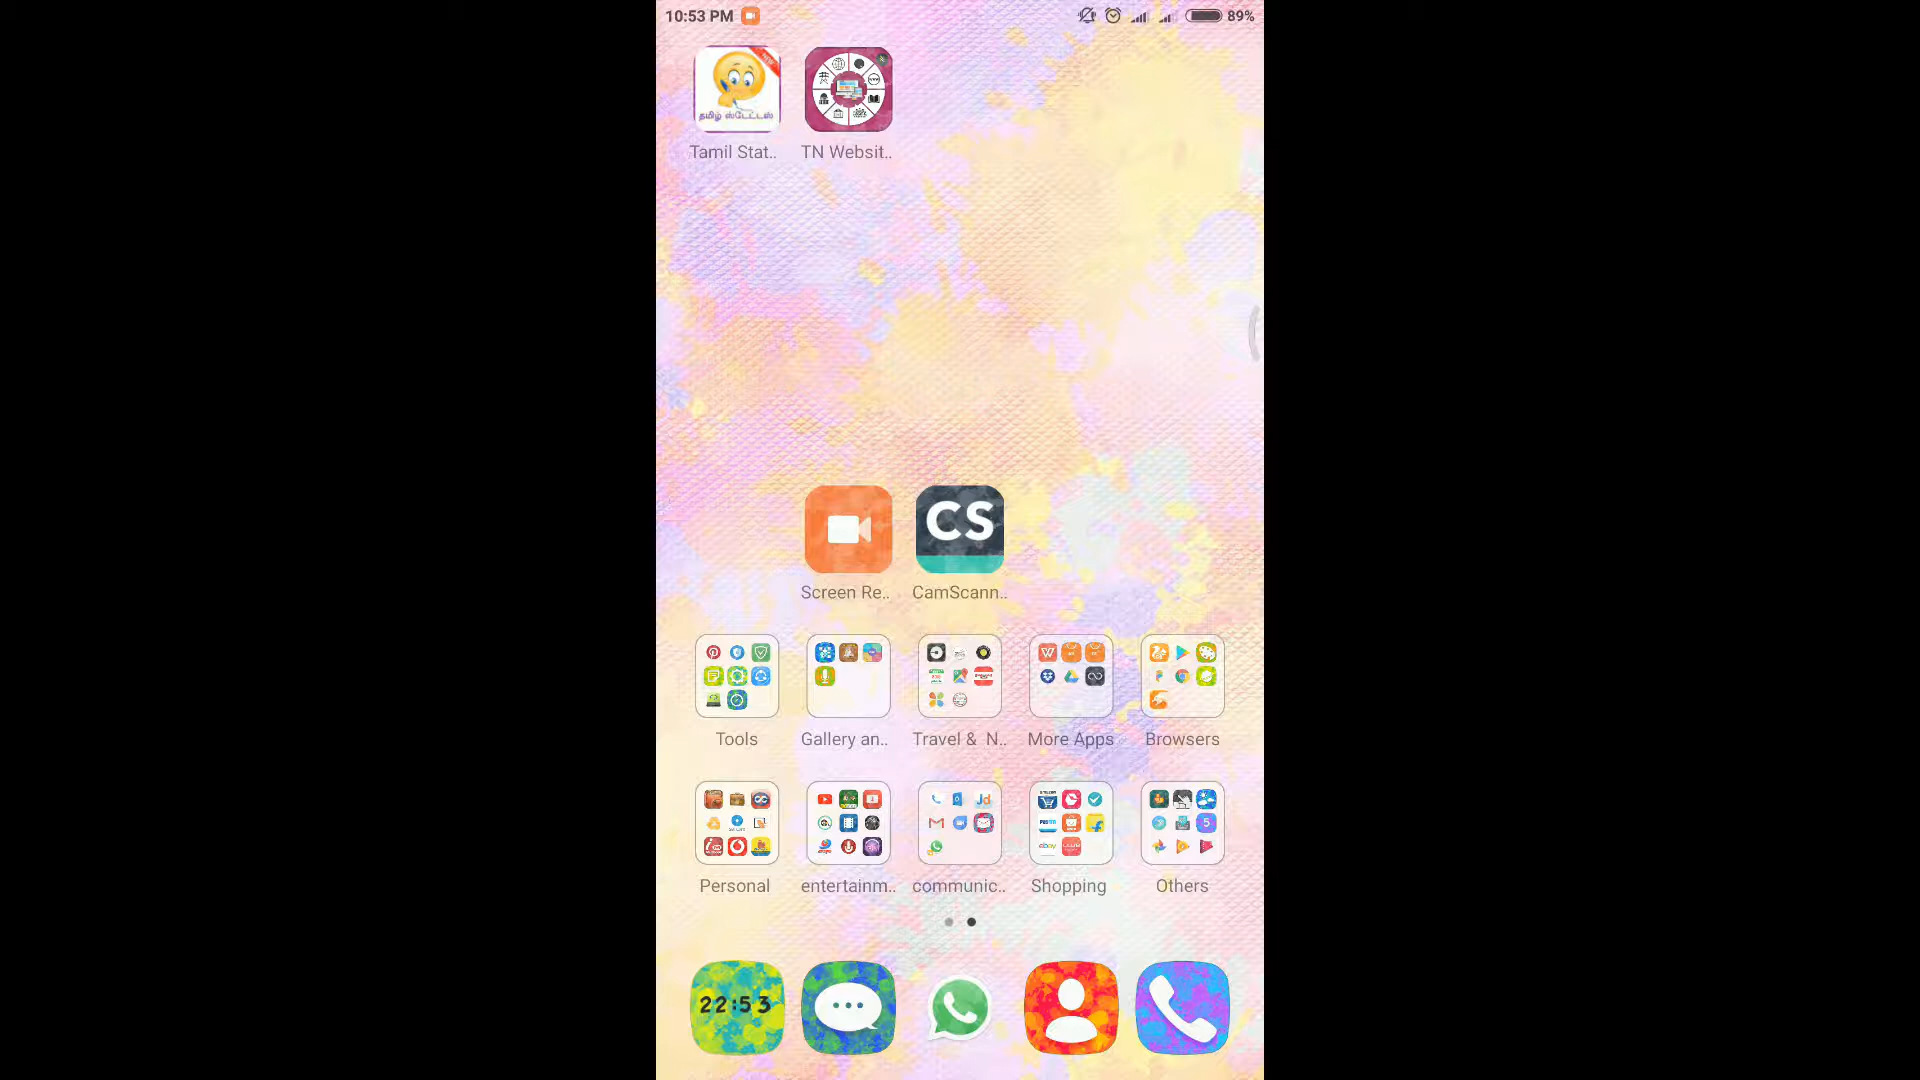 10:53 PM
89%
தமிழ் ஸ்டேட்டஸ்
Tamil Stat..
TN Websit..
CS
Screen Re..
CamScann..
Tools
Gallery an..
Travel & N..
More Apps
Browsers
Personal
entertainm..
communic..
Shopping
Others
22:53